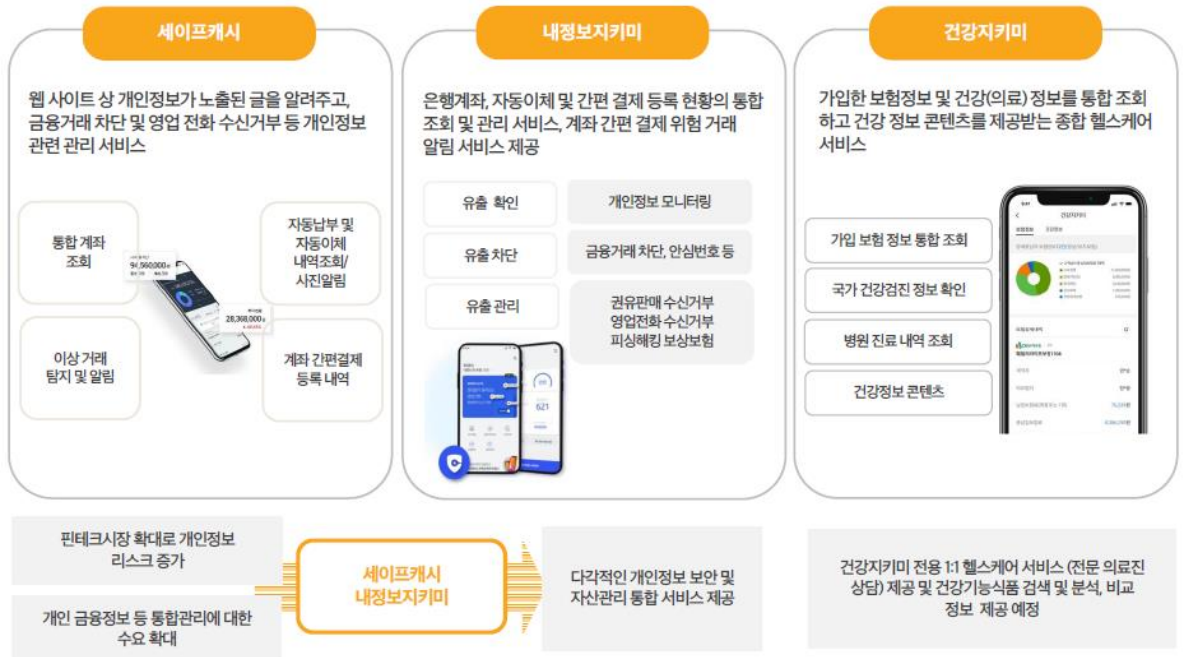 세이프캐시
웹 사이트 상 개인정보가 노출된 글을 알려주고,
금융거래 차단 및 영업 전화 수신거부 등 개인정보
관련 관리 서비스
통합 계좌
조회
자동납부 및
자동이체
내역조회/
사진알림
94,560,000
28,368,000
이상 거래
탐지 및 알림
계좌 간편결제
등록 내역
내정보지키미
은행계좌, 자동이체 및 간편 결제 등록 현황의 통합
조회 및 관리 서비스, 계좌 간편 결제 위험 거래
알림 서비스 제공
유출 확인
개인정보 모니터링
유출 차단
금융거래 차단, 안심번호 등
유출 관리
권유판매 수신거부
영업전화 수신거부
피싱해킹 보상보험
621
건강지키미
가입한 보험정보 및 건강(의료) 정보를 통합 조회
하고 건강 정보 콘텐츠를 제공받는 종합 헬스케어
서비스
가입 보험 정보 통합 조회
국가 건강검진 정보 확인
병원 진료 내역 조회
건강정보 콘텐츠
건강지키미
핀테크시장 확대로 개인정보
리스크 증가
개인 금융정보 등 통합관리에 대한
수요 확대
세이프캐시
내정보지키미
다각적인 개인정보 보안 및
자산관리 통합 서비스 제공
건강지키미 전용 1:1 헬스케어 서비스 (전문 의료진
상담) 제공 및 건강기능식품 검색 및 분석, 비교
정보 제공 예정